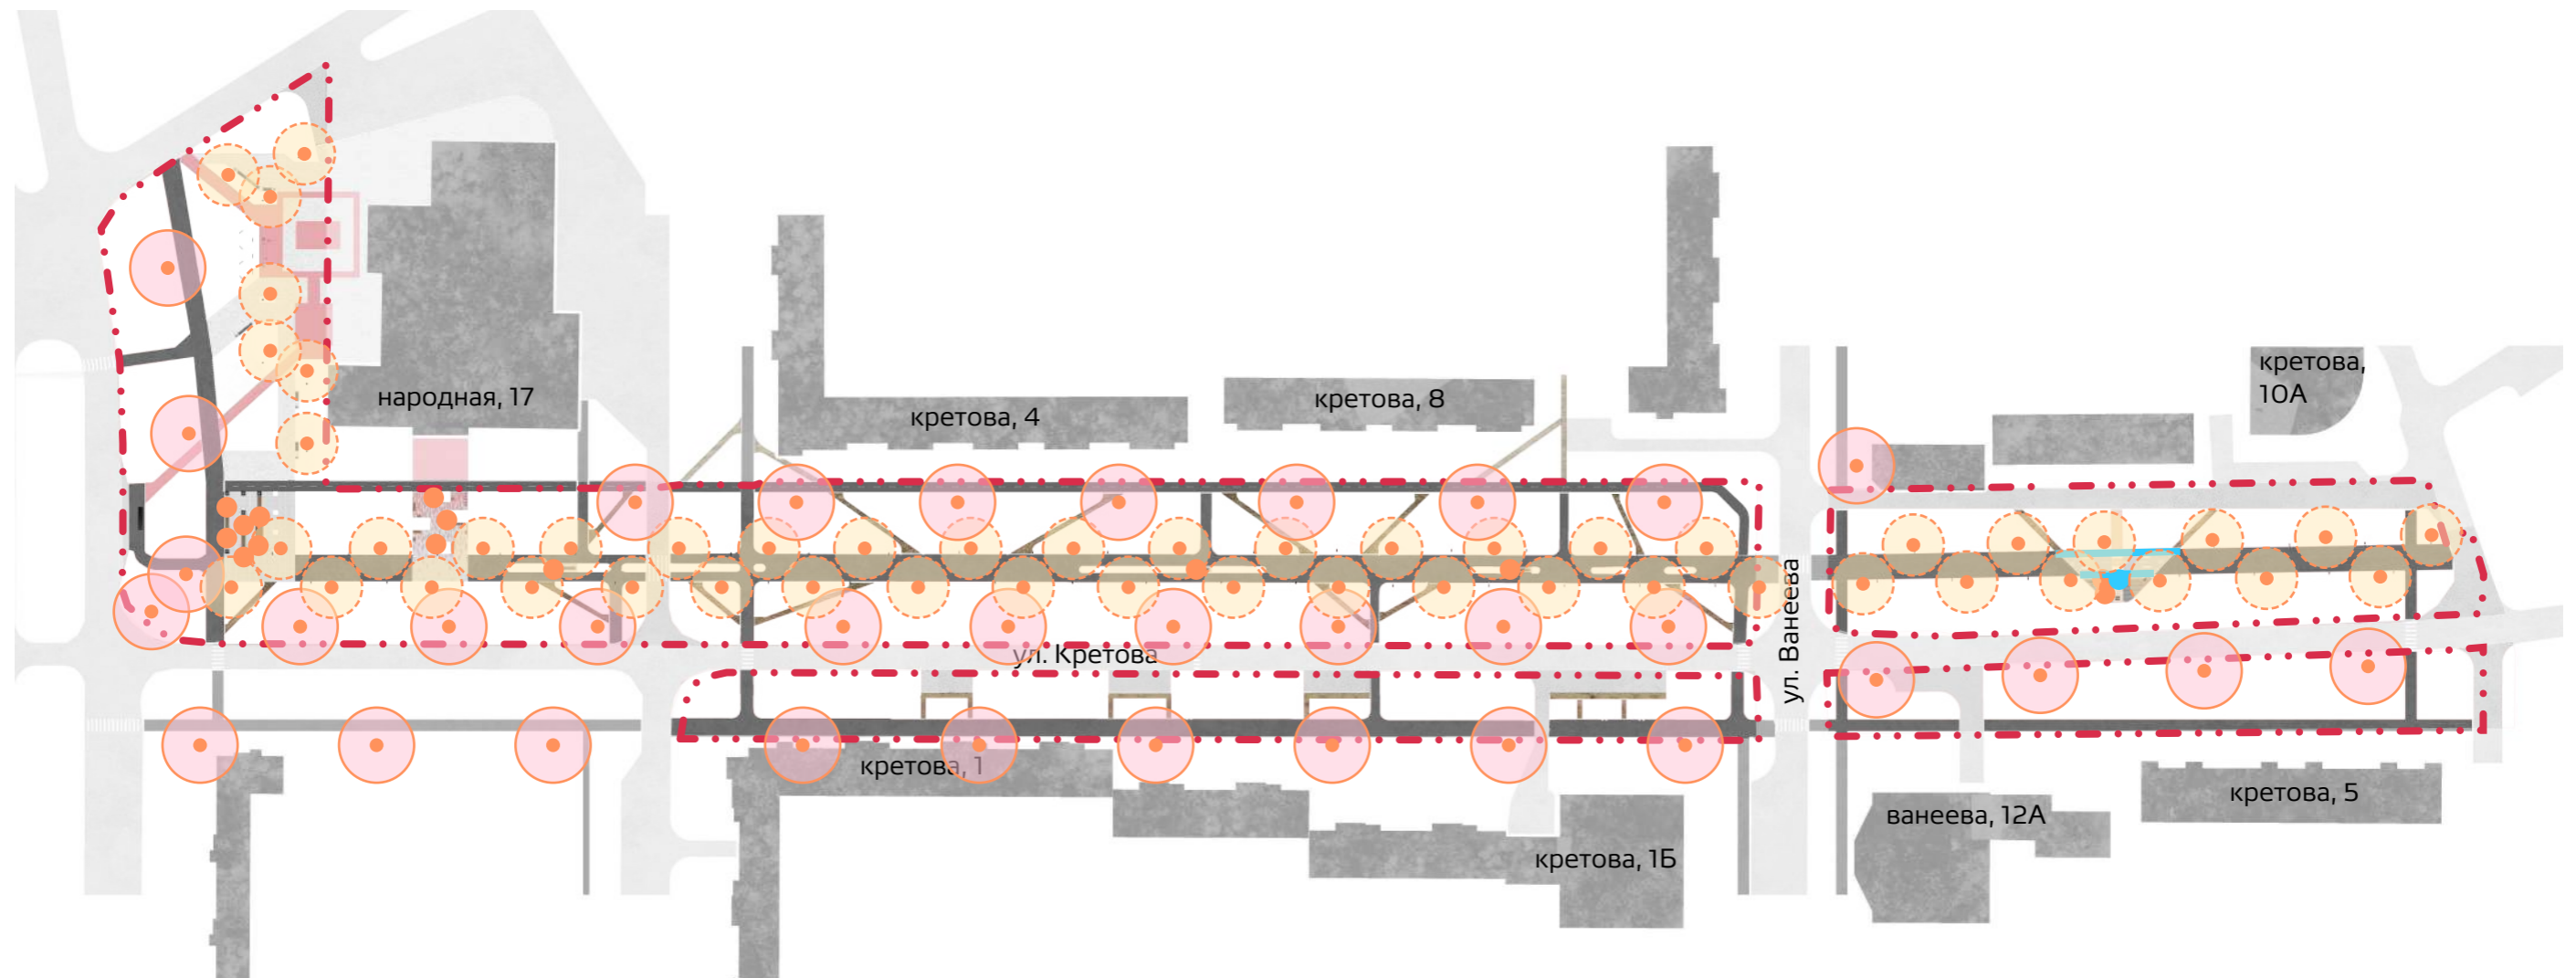 кретова,
10А
народная, 17
кретова, 8
кретова, 4
ул. Ванеева
ул. Кретова
кретова, 1
кретова, 5
ванеева, 12А
кретова, 1Б